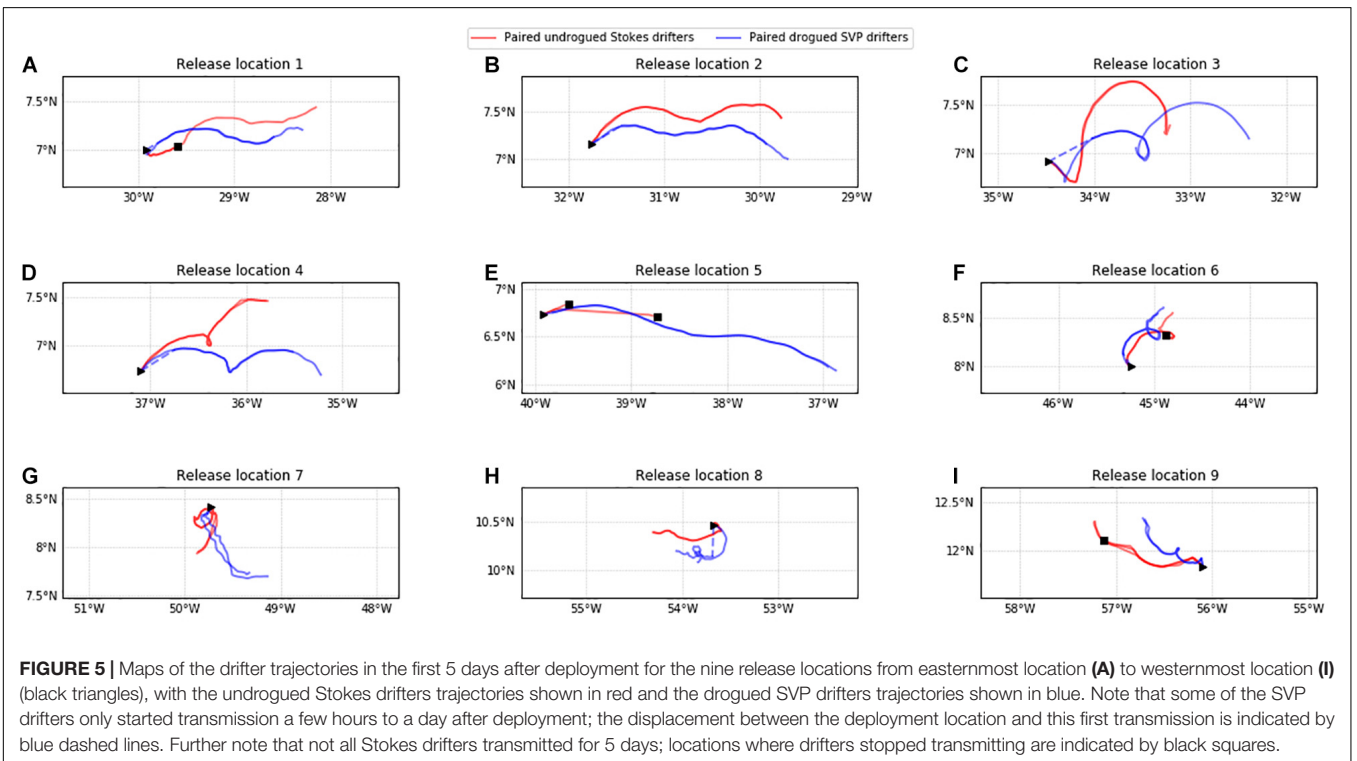 Paired undrogued Stokes drifters Paired drogued SVP drifters
A Release location 1
7.5°N
7°N
30°W 29°W 28°W
B Release location 2
7.5°N
7°N
32°W 31°W 30°W 29°W
C Release location 3
7.5°N
7°N
35°W 34°W 33°W 32°W
D Release location 4
7.5°N
7°N
37°W 36°W 35°W
E Release location 5
7°N
6.5°N
6°N
40°W 39°W 38°W 37°W
F Release location 6
8.5°N
8°N
46°W 45°W 44°W
G Release location 7
8.5°N
8°N
7.5°N
51°W 50°W 49°W 48°W
H Release location 8
10.5°N
10°N
55°W 54°W 53°W
I Release location 9
12.5°N
12°N
58°W 57°W 56°W 55°W
FIGURE 5 | Maps of the drifter trajectories in the first 5 days after deployment for the nine release locations from easternmost location (A) to westernmost location (I)
(black triangles), with the undrogued Stokes drifters trajectories shown in red and the drogued SVP drifters trajectories shown in blue. Note that some of the SVP
drifters only started transmission a few hours to a day after deployment; the displacement between the deployment location and this first transmission is indicated by
blue dashed lines. Further note that not all Stokes drifters transmitted for 5 days; locations where drifters stopped transmitting are indicated by black squares.